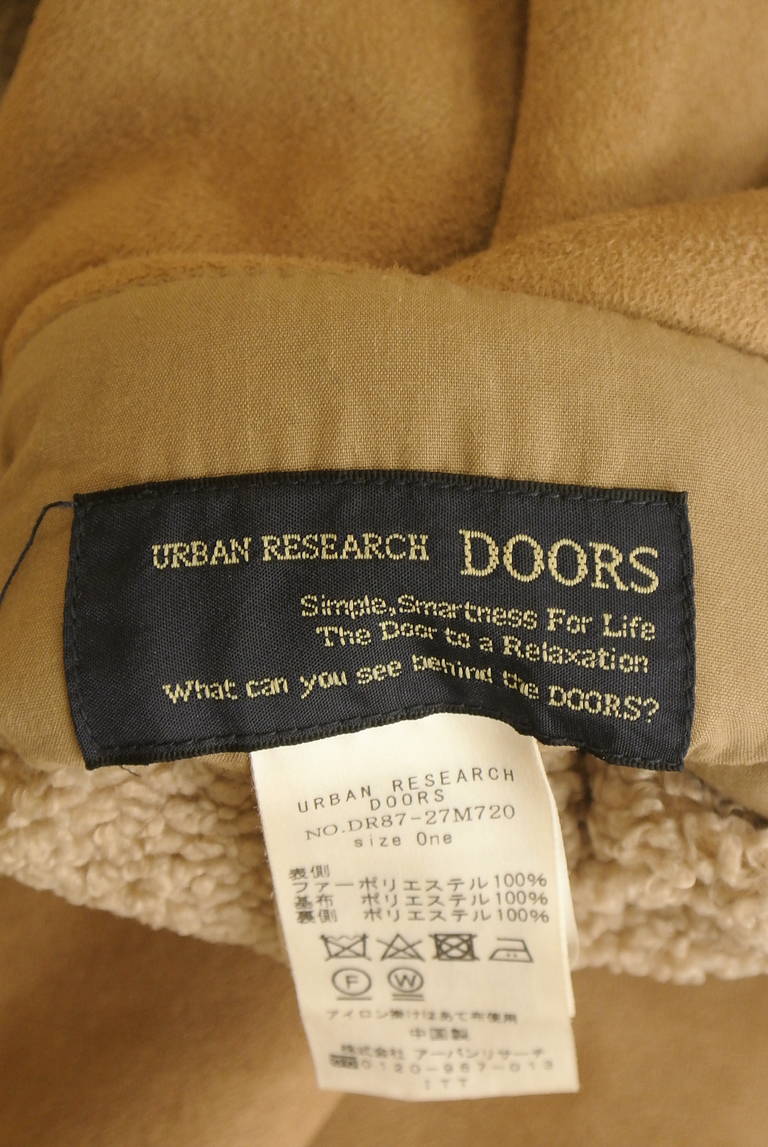 URBAN RESEARCH DOORS
Simple, Smartness For Life
The Door to a Relaxation
What can you see behind the DOORS?
URBAN RESEARCH
DOORS
NO.DR87-27M720
size One
表側
ファーポリエステル100%
基布 ポリエステル100%
裏側 ポリエステル100%
F W
アイロン掛けはあて布使用
中国製
株式会社 アーバンリサーチ
0120-967-013
ITT